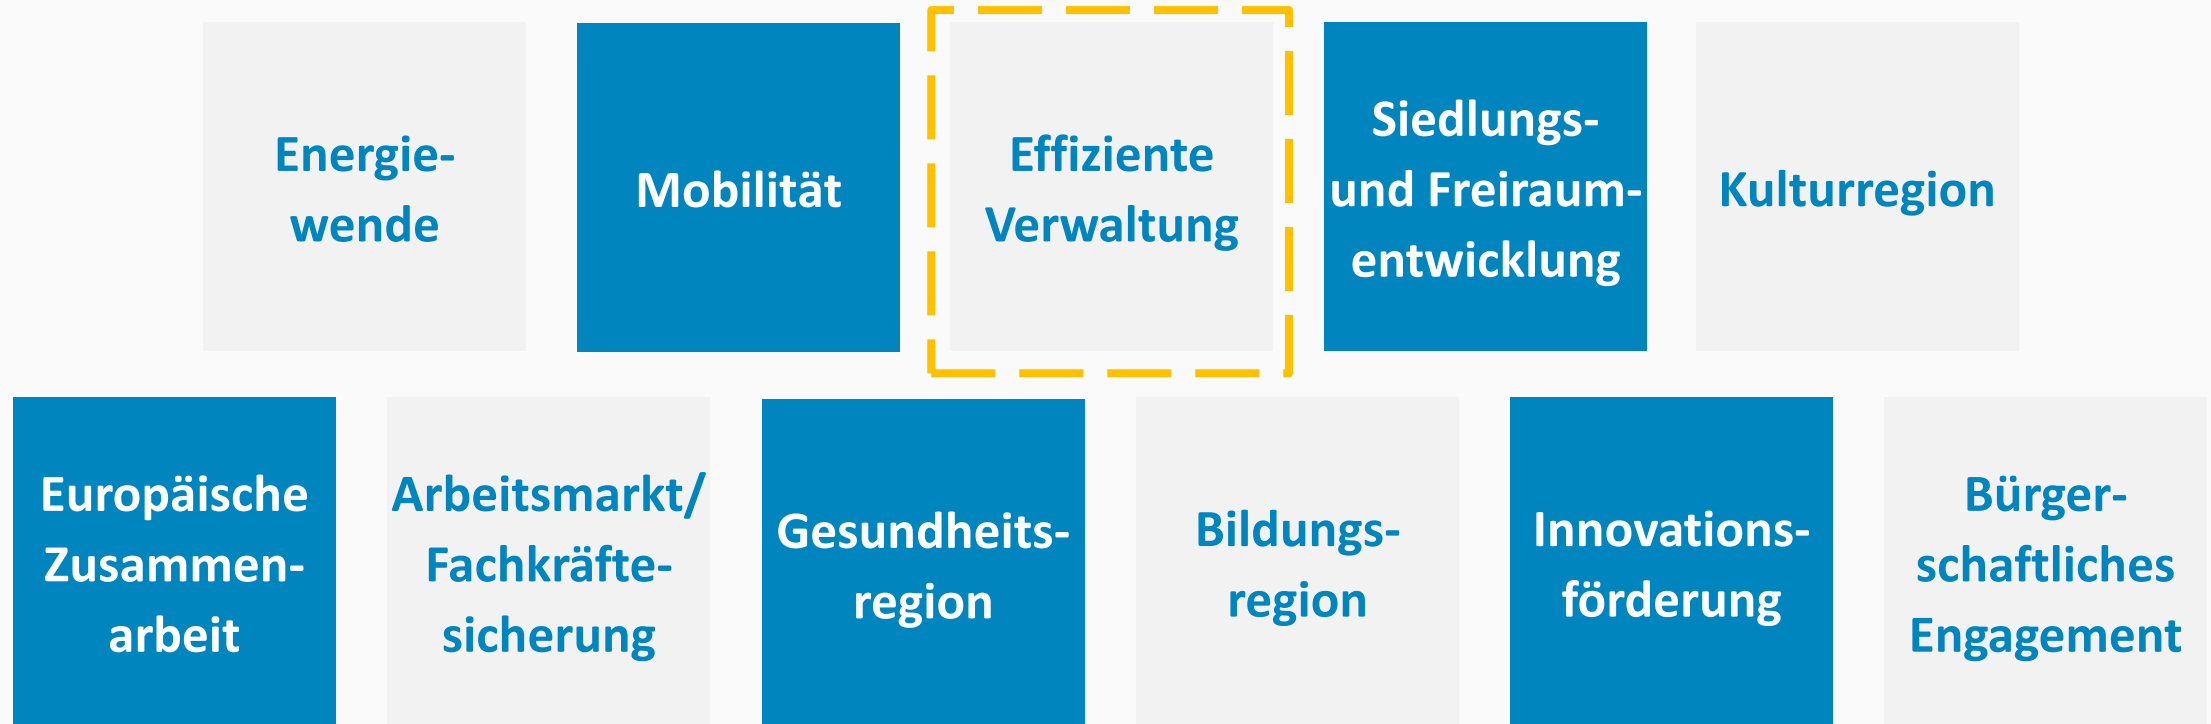 Energie-
wende
Mobilität
Effiziente
Verwaltung
Siedlungs-
und Freiraum-
entwicklung
Kulturregion
Europäische
Zusammen-
arbeit
Arbeitsmarkt/
Fachkräfte-
sicherung
Gesundheits-
region
Bildungs-
region
Innovations-
förderung
Bürger-
schaftliches
Engagement